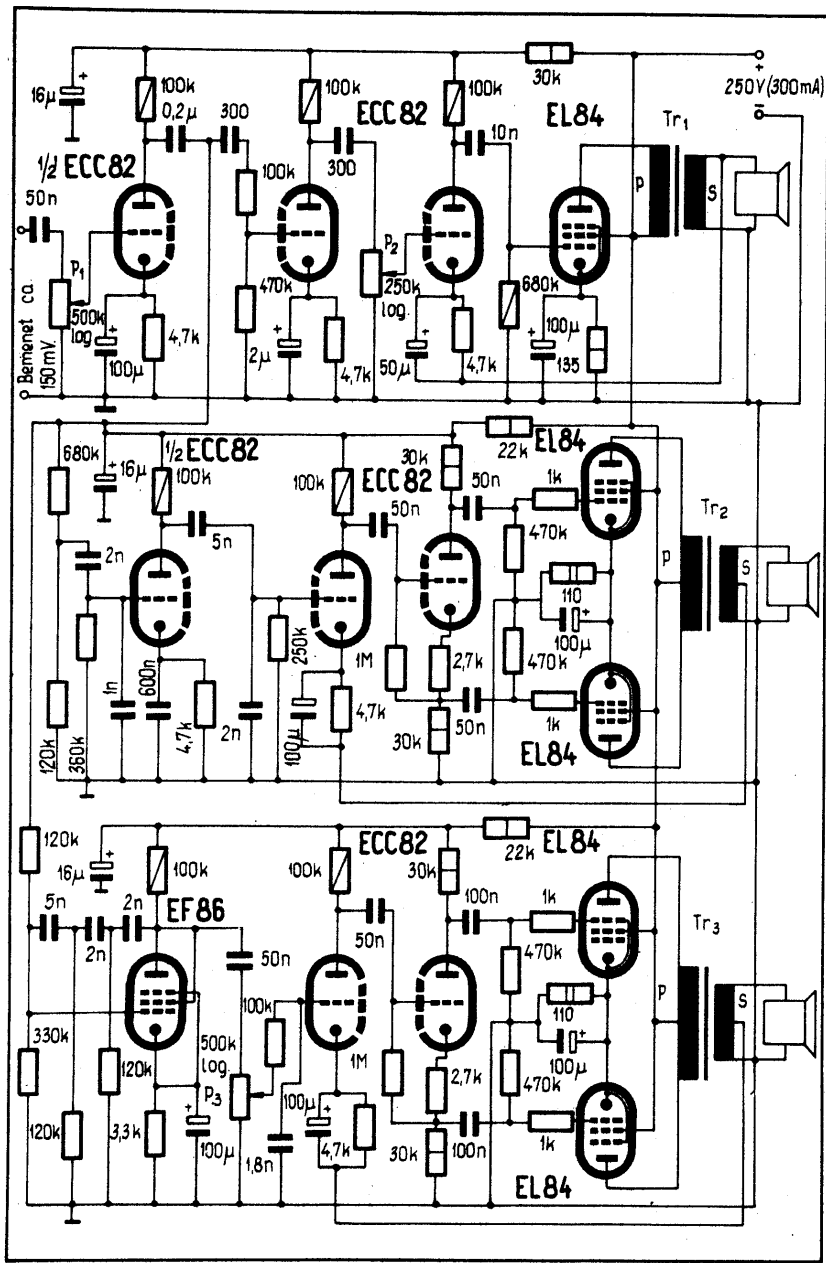 16μ
+
100k
0,2μ
300
½ ECC82
50n
P1
500k
log
+
100μ
4,7k
Bemenet ca.
150mV.
100k
470k
2μ
+
4,7k
100k
ECC82
300
P2
250k
log.
100k
10n
+
50μ
4,7k
30k
EL84
680k
100μ
+
135
+
250V(300mA)
-
Tr1
P
S
680k
+
16μ
½ ECC82
100k
2n
5n
120k
360k
1n
600n
4,7k
2n
250k
100k
ECC82
50n
1M
100μ
4,7k
30k
50n
2,7k
50n
30k
22k
EL84
1k
470k
110
100μ
+
470k
1k
EL84
Tr2
P
S
120k
16μ
+
100k
EF86
5n
2n
2n
330k
120k
120k
3,3k
+
100μ
50n
500k
log.
P3
100k
1,8n
100k
ECC82
50n
1M
100μ
+
4,7k
30k
100n
2,7k
100n
30k
22k
EL84
1k
470k
110
100μ
+
470k
1k
EL84
Tr3
P
S